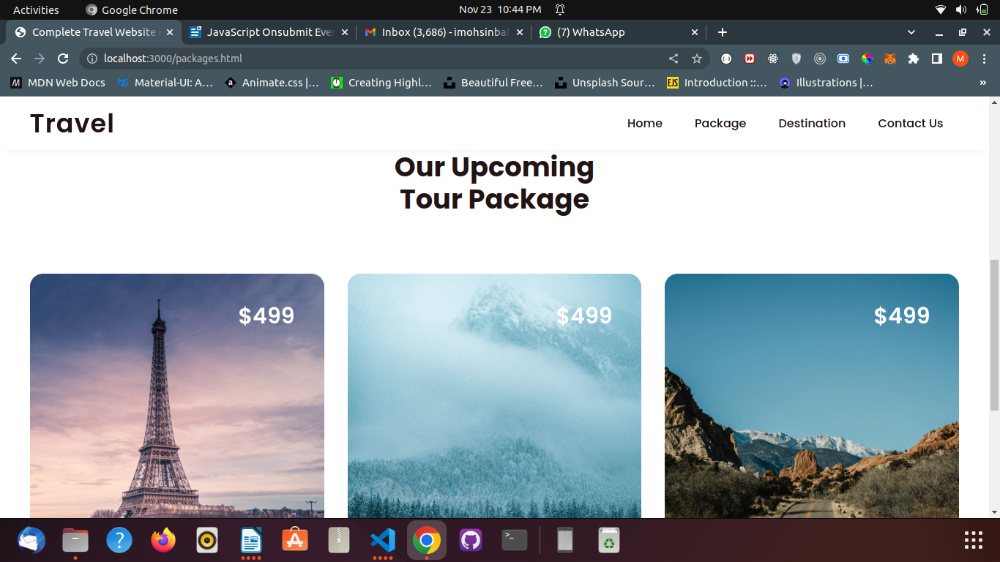 Activities Google Chrome Nov 23 10:44 PM
Complete Travel Website JavaScript Onsubmit Ever Inbox (3,686) - imohsinbal (7) WhatsApp
localhost:3000/packages.html M
MDN Web Docs Material-UI: A... Animate.css |... Creating Highl... Beautiful Free... Unsplash Sour... EJS Introduction ::... Illustrations |... »
Travel Home Package Destination Contact Us
Our Upcoming
Tour Package
$499 $499 $499